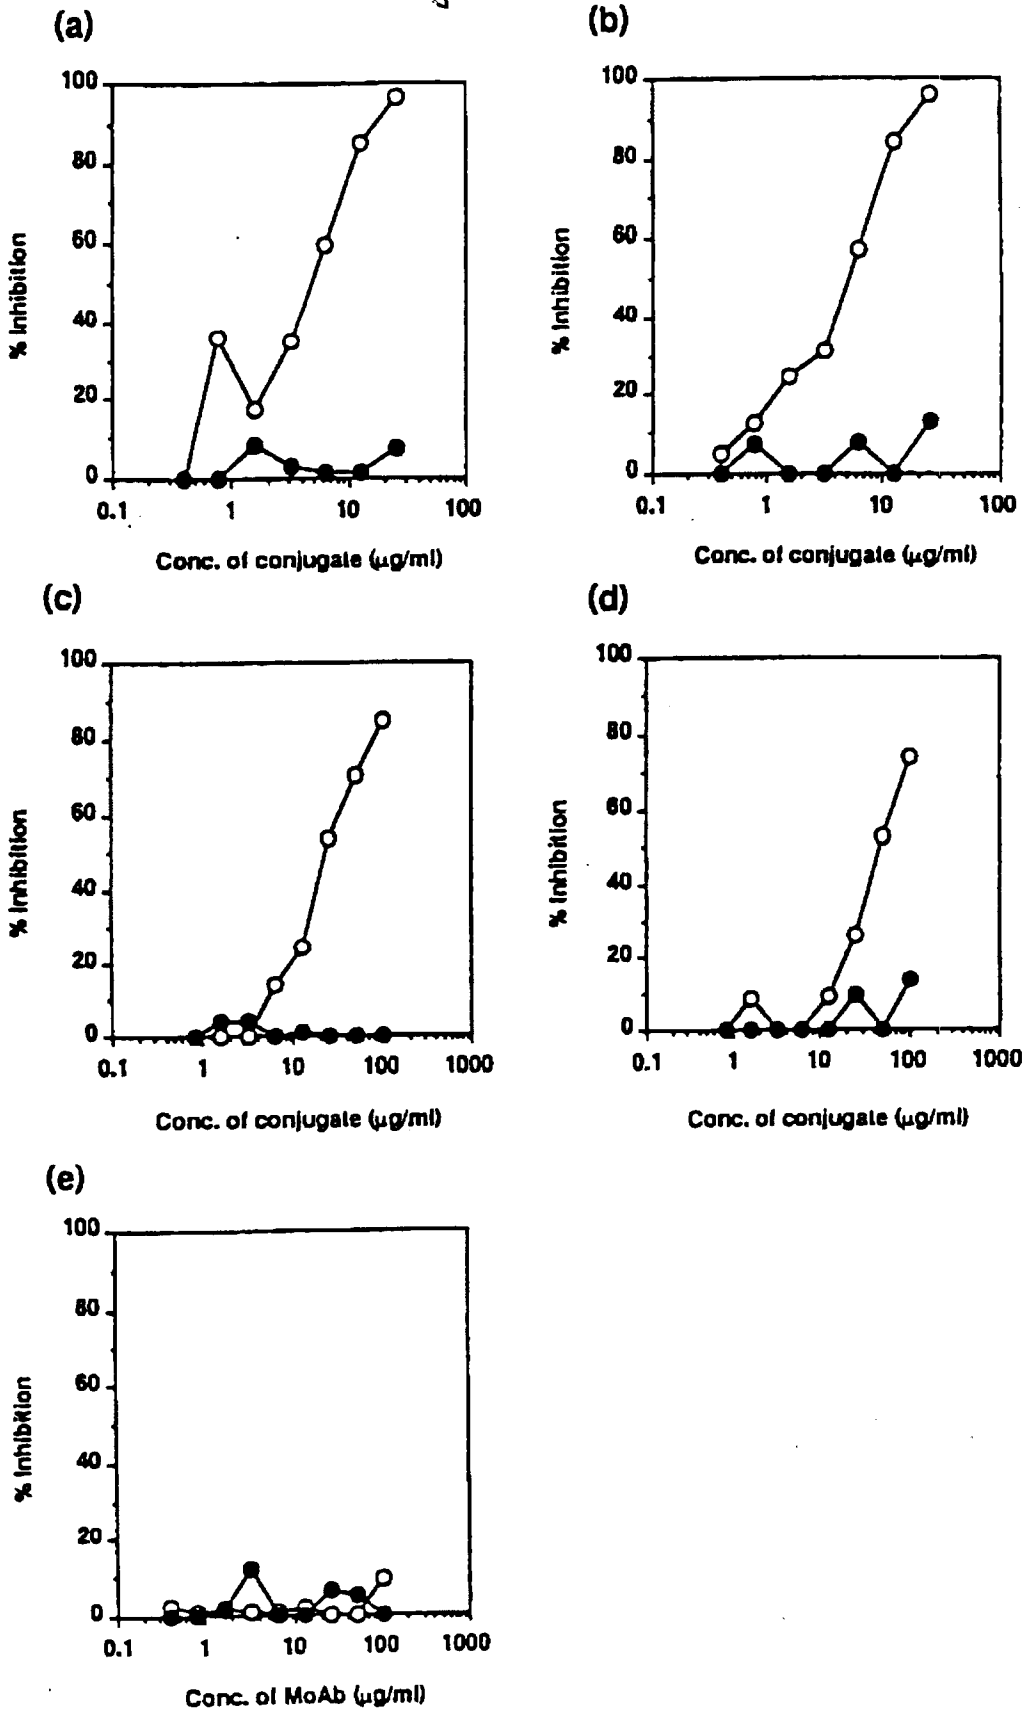 (a)
100
80
60
40
20
0
% Inhibition
0.1 1 10 100
Conc. of conjugate (μg/ml)
(b)
100
80
60
40
20
0
% Inhibition
0.1 1 10 100
Conc. of conjugate (μg/ml)
(c)
100
80
60
40
20
0
% Inhibition
0.1 1 10 100 1000
Conc. of conjugate (μg/ml)
(d)
100
80
60
40
20
0
% Inhibition
0.1 1 10 100 1000
Conc. of conjugate (μg/ml)
(e)
100
80
60
40
20
0
% Inhibition
0.1 1 10 100 1000
Conc. of MoAb (μg/ml)